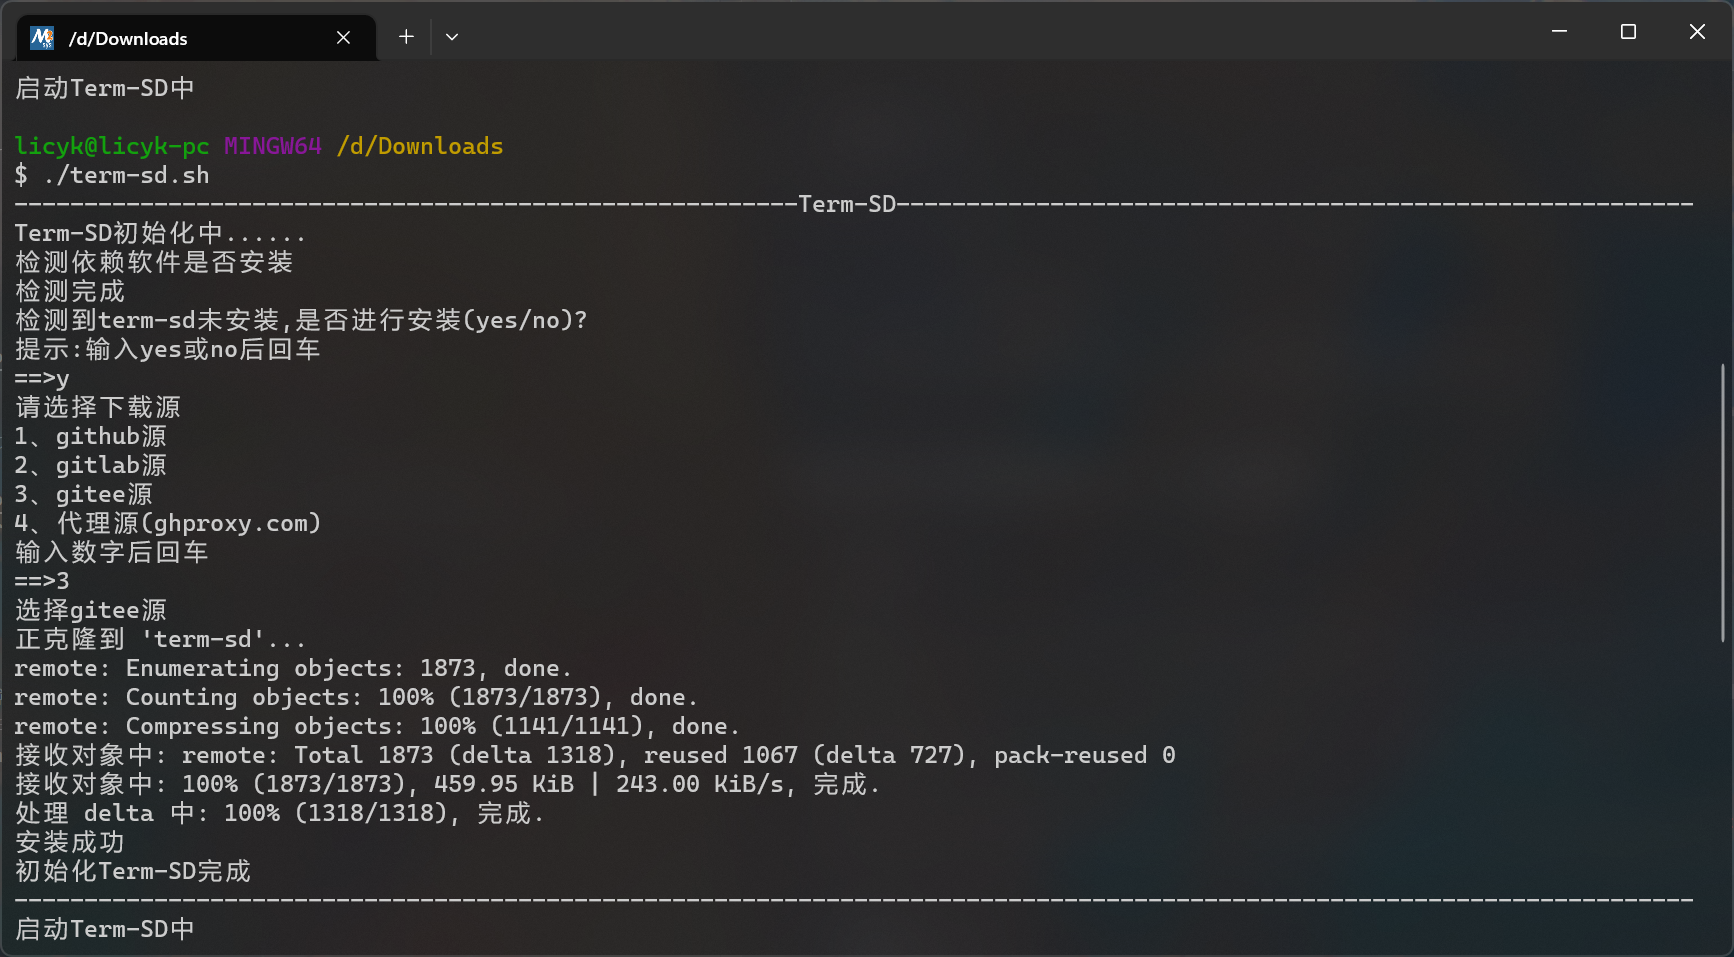 /d/Downloads
启动Term-SD中
licyk@licyk-pc MINGW64 /d/Downloads
$ ./term-sd.sh
--------------------------------------------------------Term-SD---------------------------------------------------------
Term-SD初始化中......
检测依赖软件是否安装
检测完成
检测到term-sd未安装,是否进行安装(yes/no)?
提示:输入yes或no后回车
==>y
请选择下载源
1、github源
2、gitlab源
3、gitee源
4、代理源(ghproxy.com)
输入数字后回车
==>3
选择gitee源
正克隆到 'term-sd'...
remote: Enumerating objects: 1873, done.
remote: Counting objects: 100% (1873/1873), done.
remote: Compressing objects: 100% (1141/1141), done.
接收对象中: remote: Total 1873 (delta 1318), reused 1067 (delta 727), pack-reused 0
接收对象中: 100% (1873/1873), 459.95 KiB | 243.00 KiB/s, 完成.
处理 delta 中: 100% (1318/1318), 完成.
安装成功
初始化Term-SD完成
------------------------------------------------------------------------------------------------------------------------
启动Term-SD中